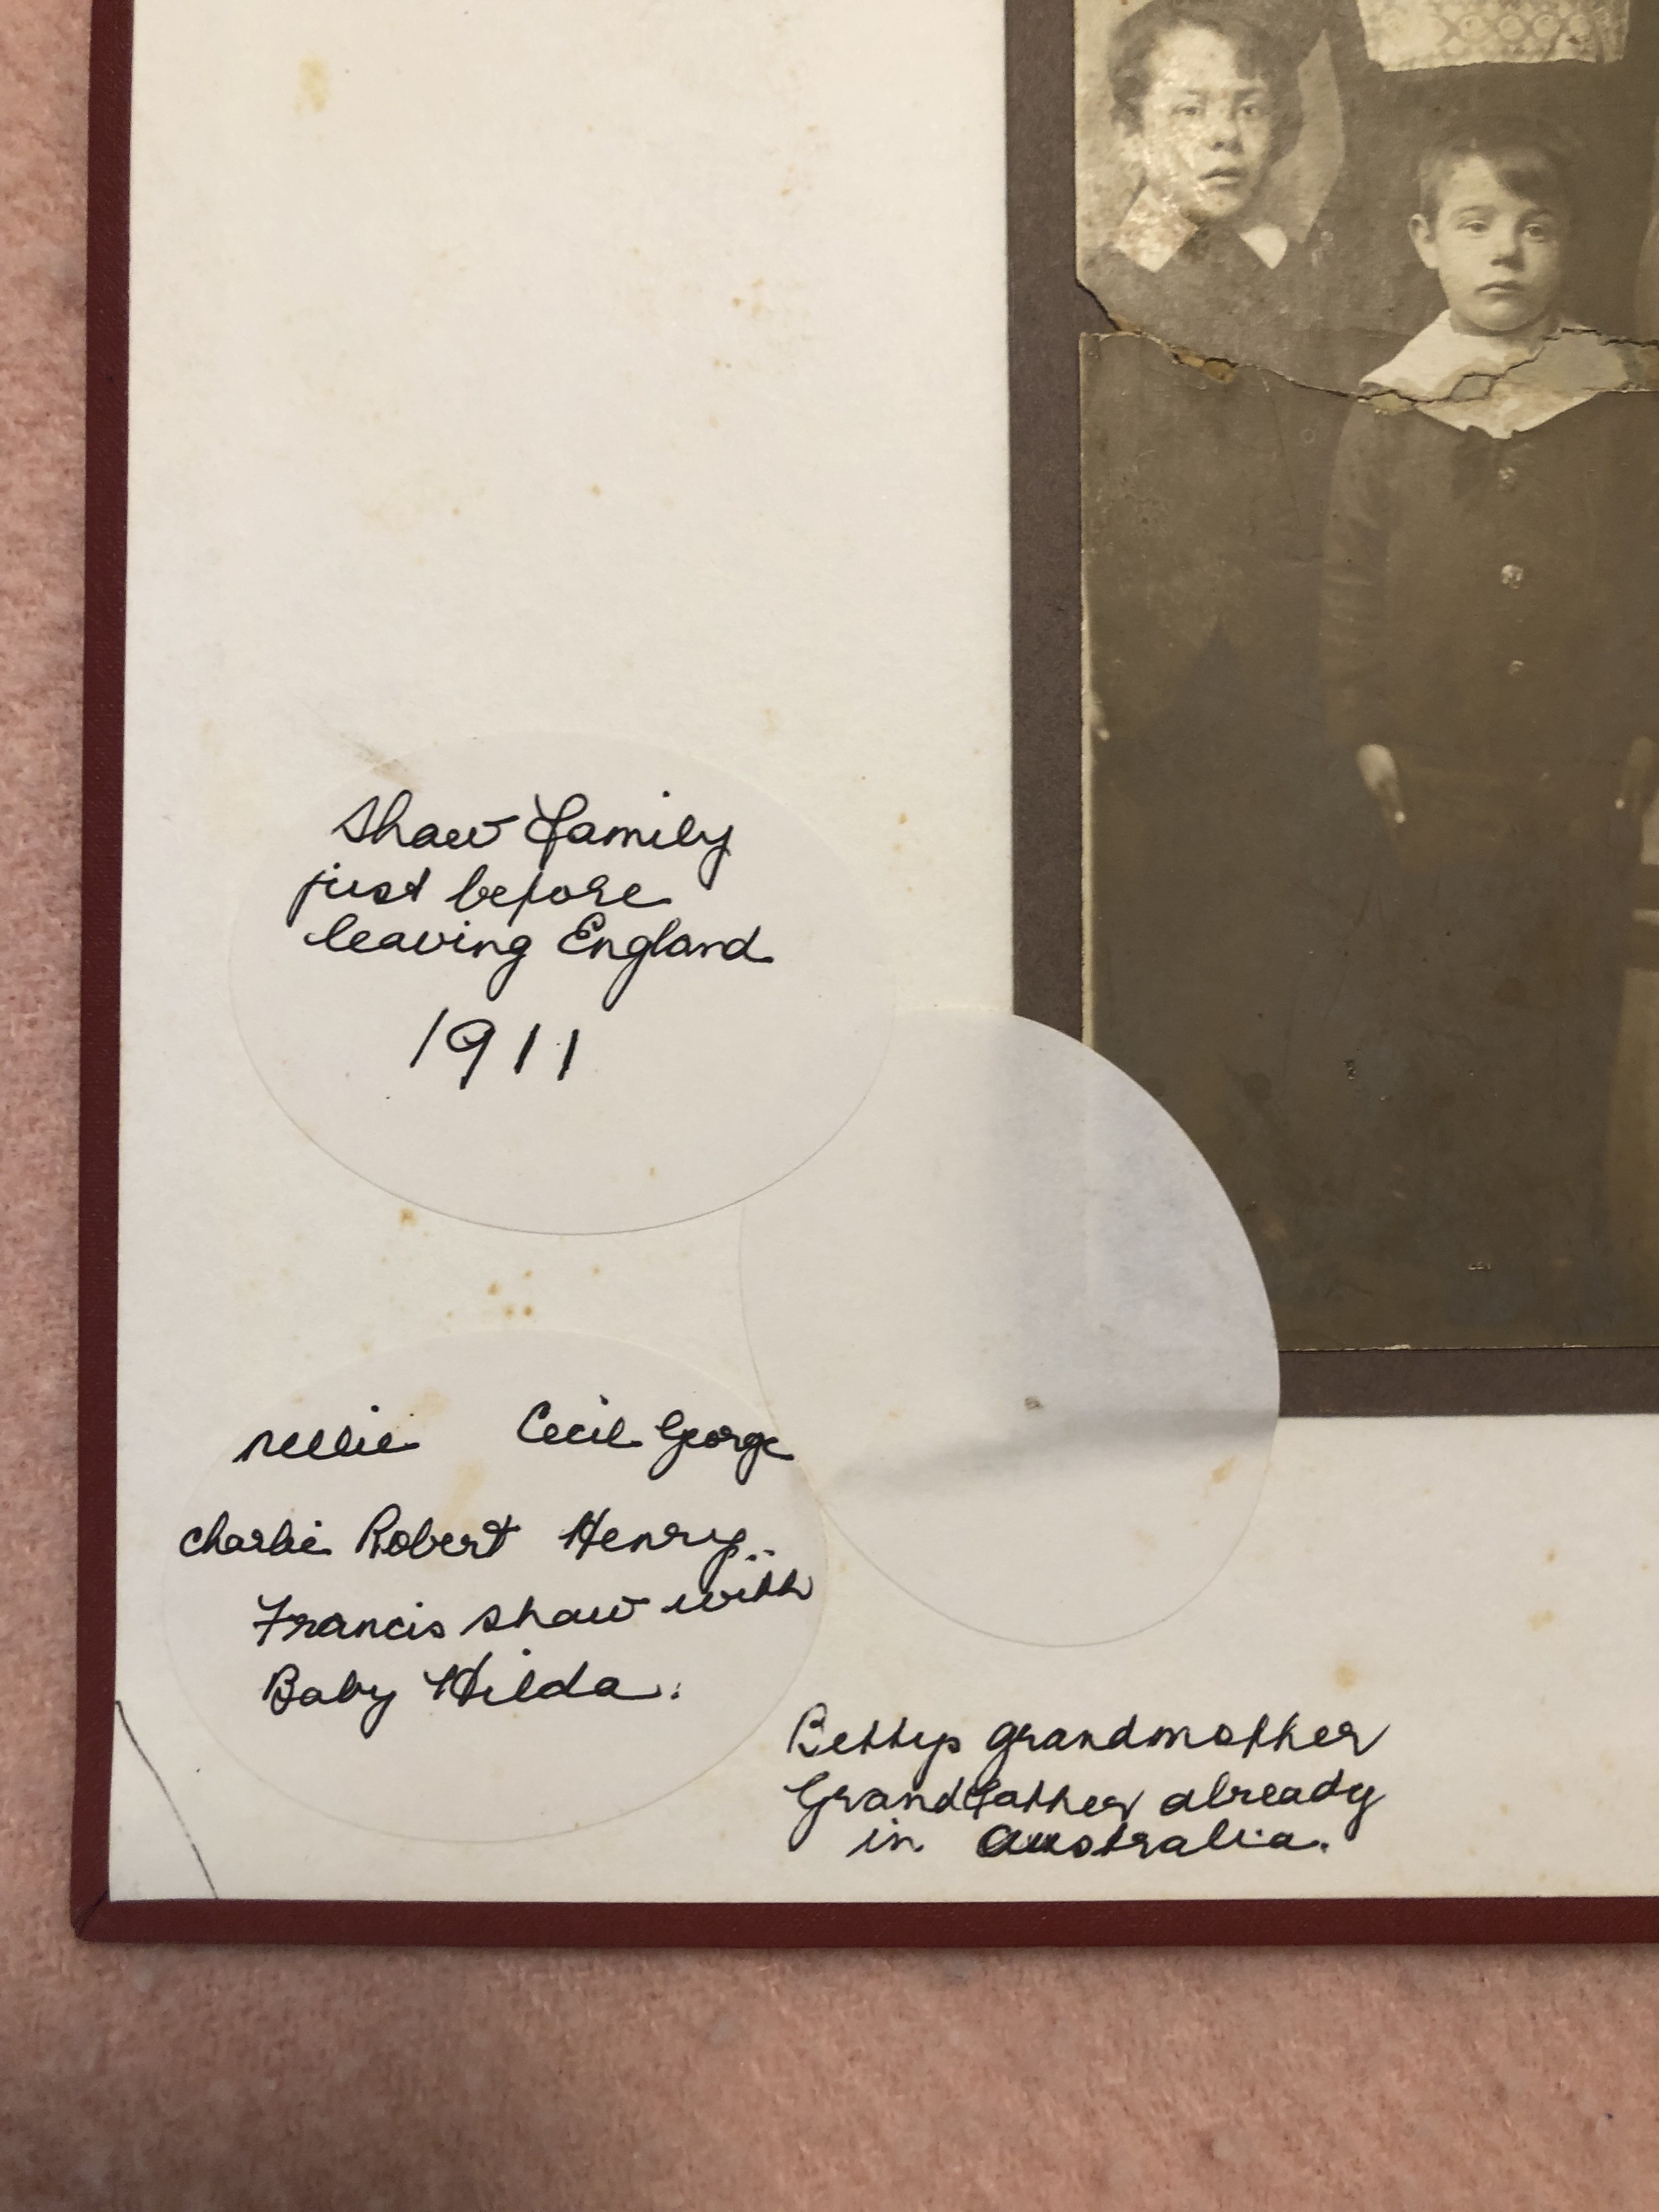 Shaw Family
just before
leaving England
1911
Nellie Cecil George
Charlie Robert Henry..
Francis Shaw with
Baby Hilda.
Bettys grandmother
Grandfather already
in Australia.